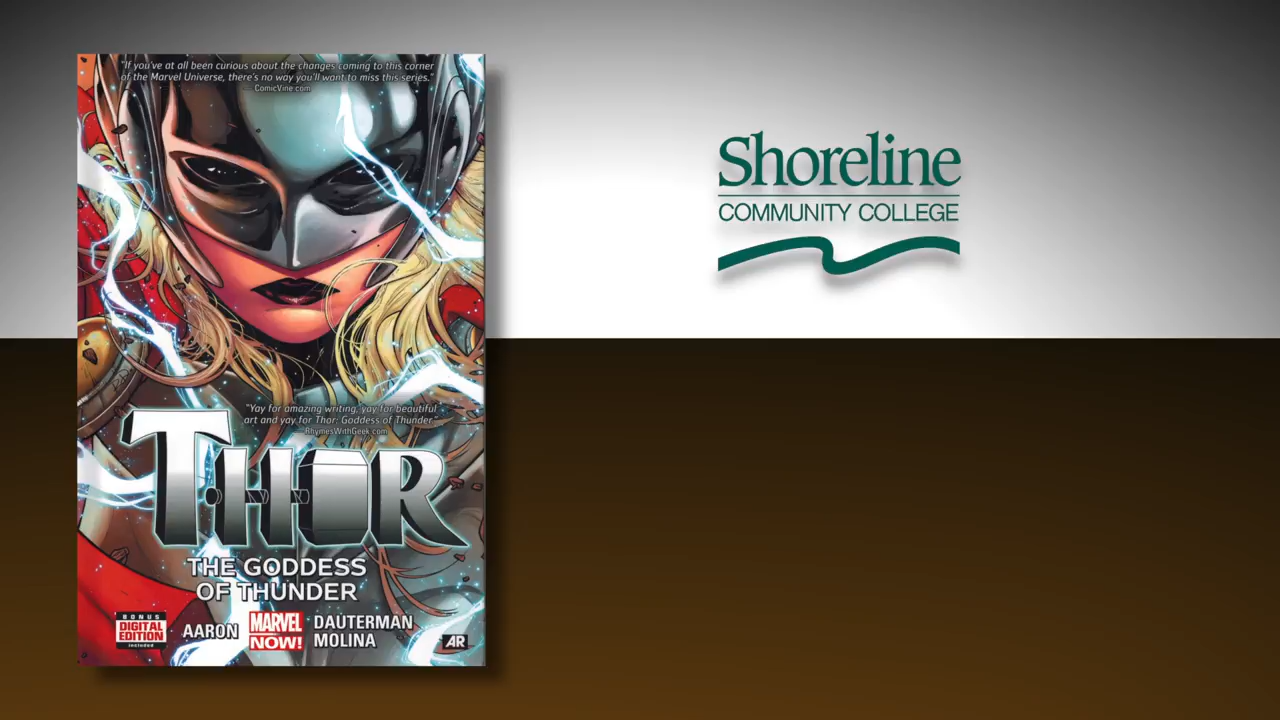 "If you've at all been curious about the changes coming to this corner
of the Marvel Universe, there's no way you'll want to miss this series."
— ComicVine.com
"Yay for amazing writing, yay for beautiful
art and yay for Thor: Goddess of Thunder."
—RhymesWithGeek.com
THOR
THE GODDESS
OF THUNDER
BONUS
DIGITAL
EDITION
included
AARON
MARVEL
NOW!
DAUTERMAN
MOLINA
AR
Shoreline
COMMUNITY COLLEGE